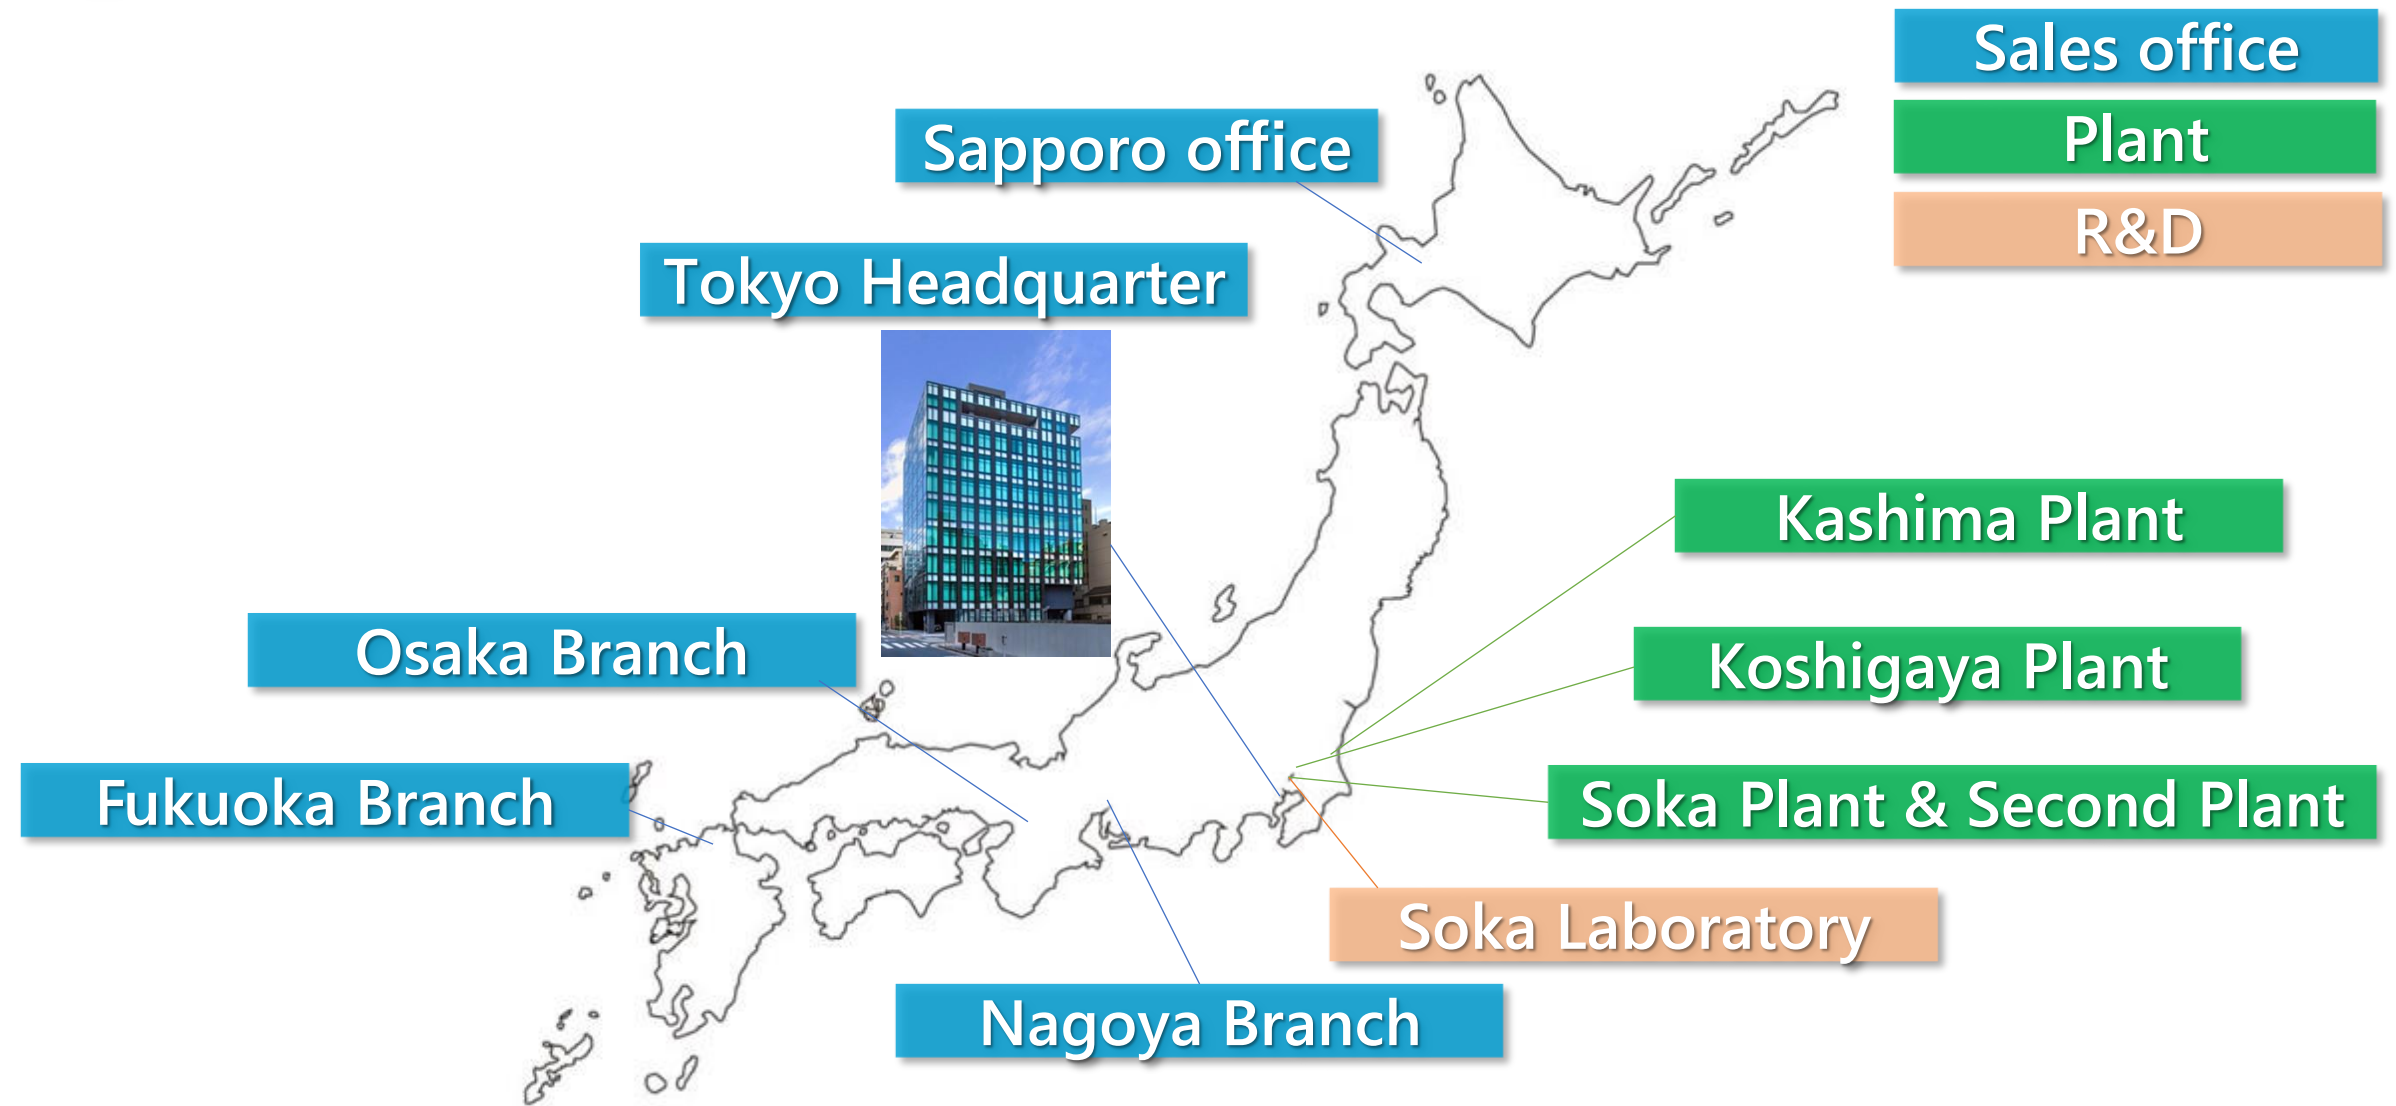 Sales office
Plant
R&D
Sapporo office
Tokyo Headquarter
Kashima Plant
Osaka Branch
Koshigaya Plant
Fukuoka Branch
Soka Plant & Second Plant
Soka Laboratory
Nagoya Branch